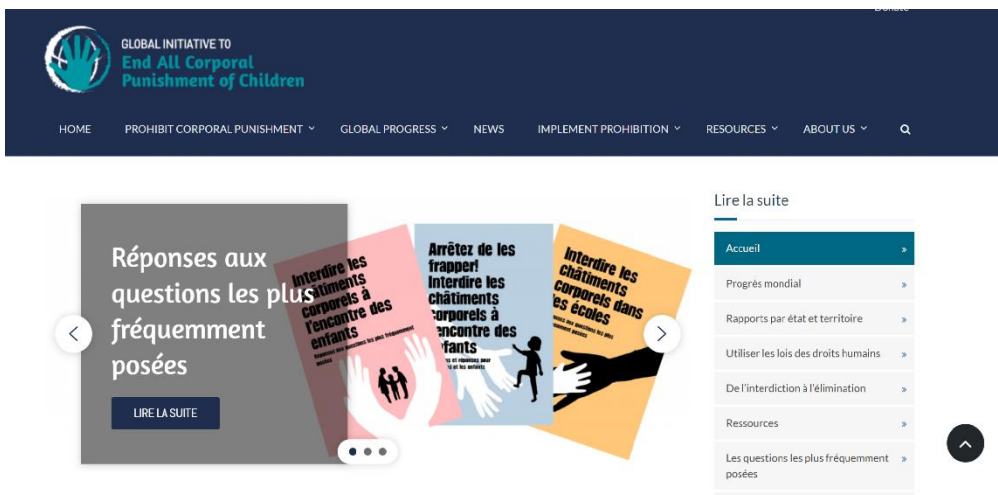 Donate
GLOBAL INITIATIVE TO
End All Corporal
Punishment of Children
HOME
PROHIBIT CORPORAL PUNISHMENT
GLOBAL PROGRESS
NEWS
IMPLEMENT PROHIBITION
RESOURCES
ABOUT US
Réponses aux
questions les plus
fréquemment
posées
LIRE LA SUITE
Interdire les
châtiments
corporels à
l'encontre des
enfants
Arrêtez de les
frapper!
Interdire les
châtiments
corporels à
Interdire les
châtiments
corporels dans
les écoles
Lire la suite
Accueil »
Progrès mondial »
Rapports par état et territoire »
Utiliser les lois des droits humains »
De l'interdiction à l'élimination »
Ressources »
Les questions les plus fréquemment »
posées